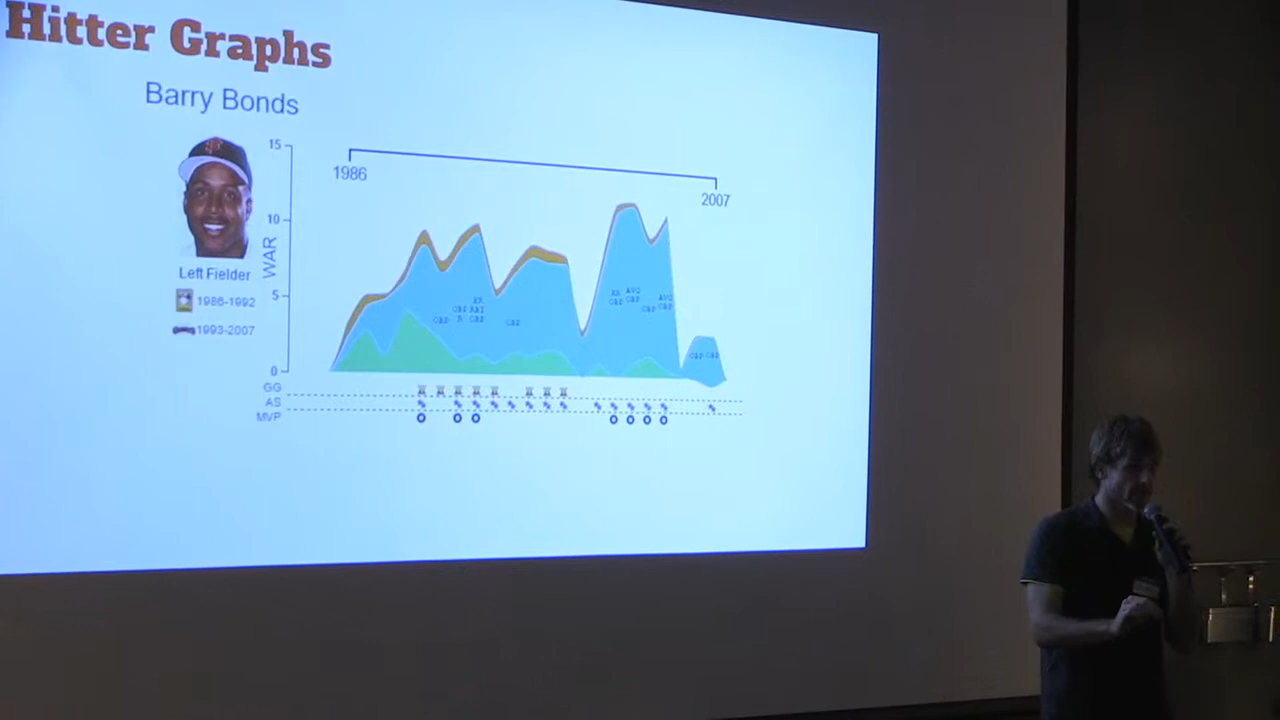 Hitter Graphs
Barry Bonds
15
1986
2007
10
WAR
Left Fielder
1986-1992
5
1993-2007
0
GG
AS
MVP